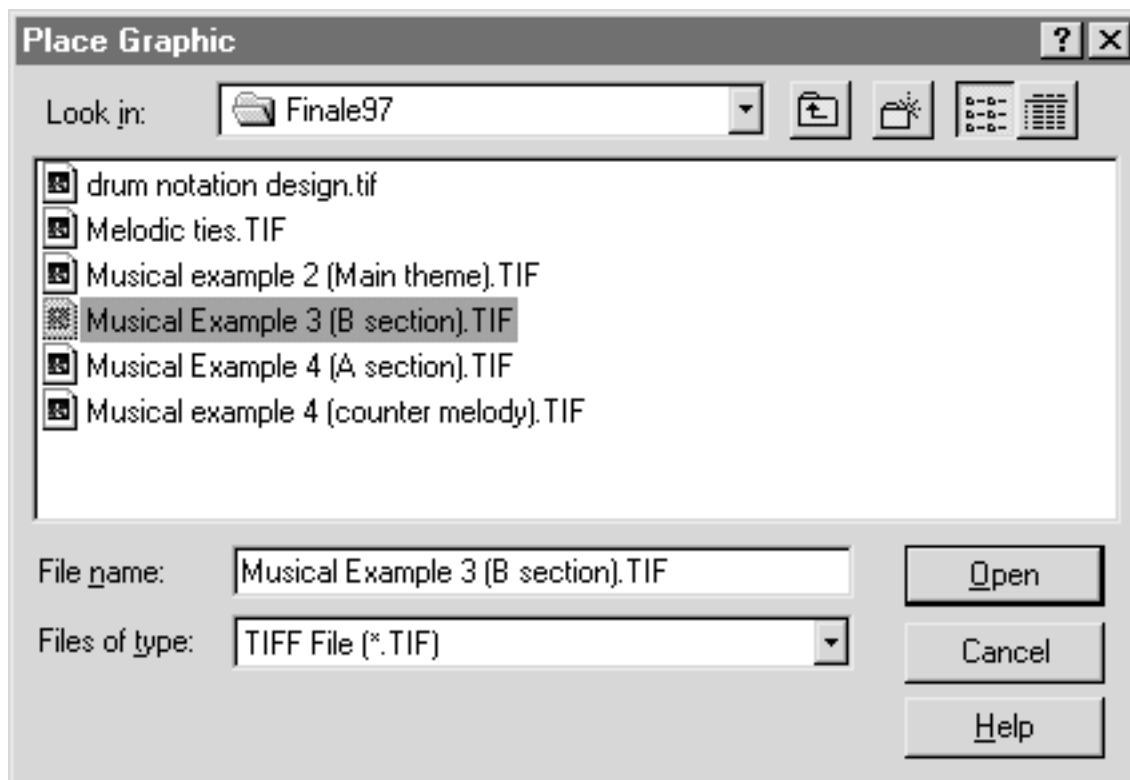 Place Graphic
Look in: Finale97
drum notation design.tif
Melodic ties.TIF
Musical example 2 (Main theme).TIF
Musical Example 3 (B section).TIF
Musical Example 4 (A section).TIF
Musical example 4 (counter melody).TIF
File name: Musical Example 3 (B section).TIF Open
Files of type: TIFF File (*.TIF) Cancel
Help